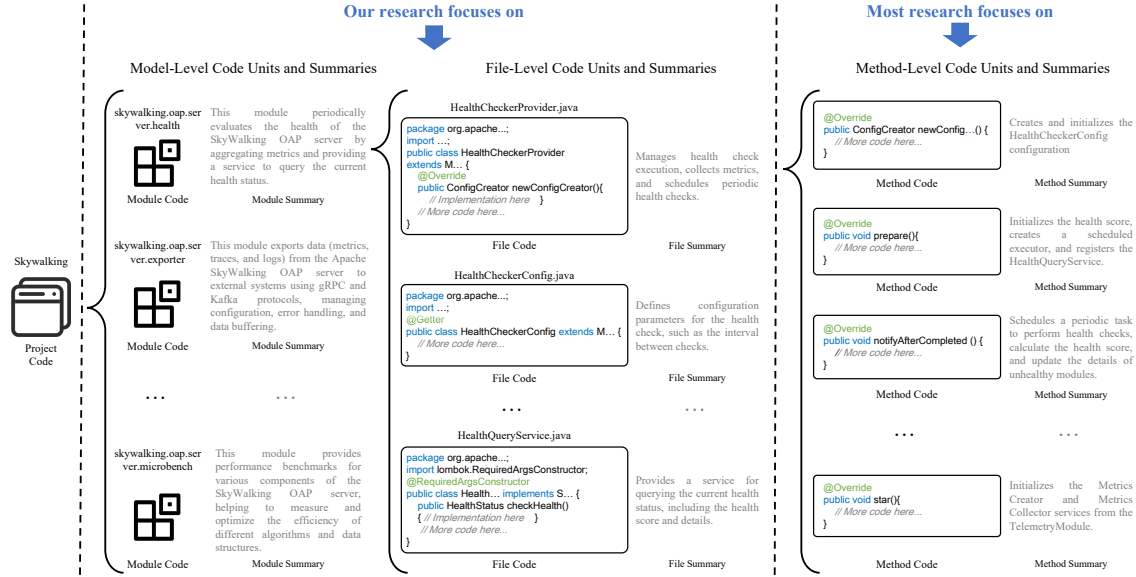 Our research focuses on
Most research focuses on
Model-Level Code Units and Summaries
File-Level Code Units and Summaries
Method-Level Code Units and Summaries
Skywalking
Project
Code
skywalking.oap.ser
ver.health
Module Code
This module periodically
evaluates the health of the
SkyWalking OAP server by
aggregating metrics and providing
a service to query the current
health status.
Module Summary
skywalking.oap.ser
ver.exporter
Module Code
This module exports data (metrics,
traces, and logs) from the Apache
SkyWalking OAP server to
external systems using gRPC and
Kafka protocols, managing
configuration, error handling, and
data buffering.
Module Summary
...
...
skywalking.oap.ser
ver.microbench
Module Code
This module provides
performance benchmarks for
various components of the
SkyWalking OAP server,
helping to measure and
optimize the efficiency of
different algorithms and data
structures.
Module Summary
HealthCheckerProvider.java
package org.apache...;
import ...;
public class HealthCheckerProvider
extends M... {
@Override
public ConfigCreator newConfigCreator(){
// Implementation here }
// More code here...
}
File Code
Manages health check
execution, collects metrics,
and schedules periodic
health checks.
File Summary
HealthCheckerConfig.java
package org.apache...;
import ...;
@Getter
public class HealthCheckerConfig extends M... {
// More code here...
}
File Code
Defines configuration
parameters for the health
check, such as the interval
between checks.
File Summary
...
...
HealthQueryService.java
package org.apache...;
import lombok.RequiredArgsConstructor;
@RequiredArgsConstructor
public class Health... implements S... {
public HealthStatus checkHealth()
{ // Implementation here }
// More code here...
}
File Code
Provides a service for
querying the current health
status, including the health
score and details.
File Summary
@Override
public ConfigCreator newConfig...() {
// More code here...
}
Method Code
Creates and initializes the
HealthCheckerConfig
configuration
Method Summary
@Override
public void prepare(){
// More code here...
}
Method Code
Initializes the health score,
creates a scheduled
executor, and registers the
HealthQueryService.
Method Summary
@Override
public void notifyAfterCompleted () {
// More code here...
}
Method Code
Schedules a periodic task
to perform health checks,
calculate the health score,
and update the details of
unhealthy modules.
Method Summary
...
...
@Override
public void star(){
// More code here...
}
Method Code
Initializes the Metrics
Creator and Metrics
Collector services from the
TelemetryModule.
Method Summary